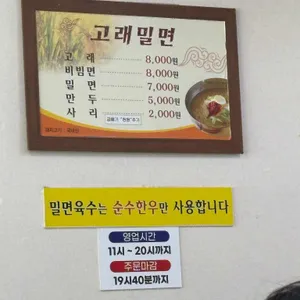 고래밀면
고 래 8,000원
비빔면 8,000원
밀 면 7,000원
만 두 5,000원
사 리 2,000원
밀면육수는 순수한우만 사용합니다
영업시간
11시 ~ 20시까지
주문마감
19시40분까지